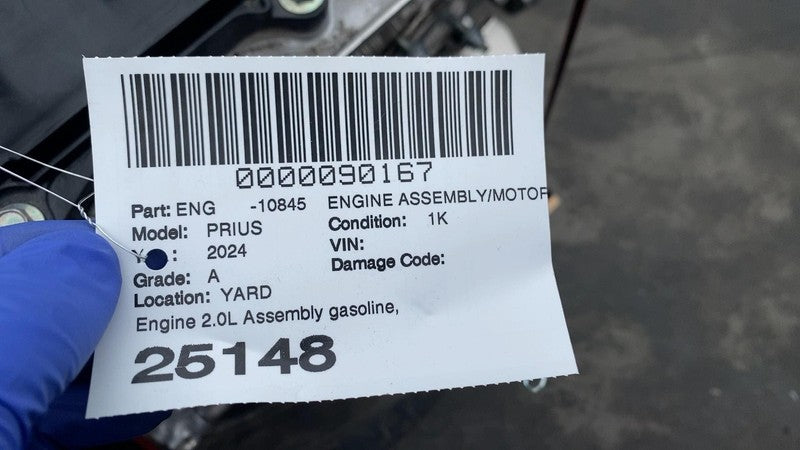 0000090167
Part: ENG -10845 ENGINE ASSEMBLY/MOTOR
Model: PRIUS Condition: 1K
: 2024 VIN:
Grade: A Damage Code:
Location: YARD
Engine 2.0L Assembly gasoline,
25148